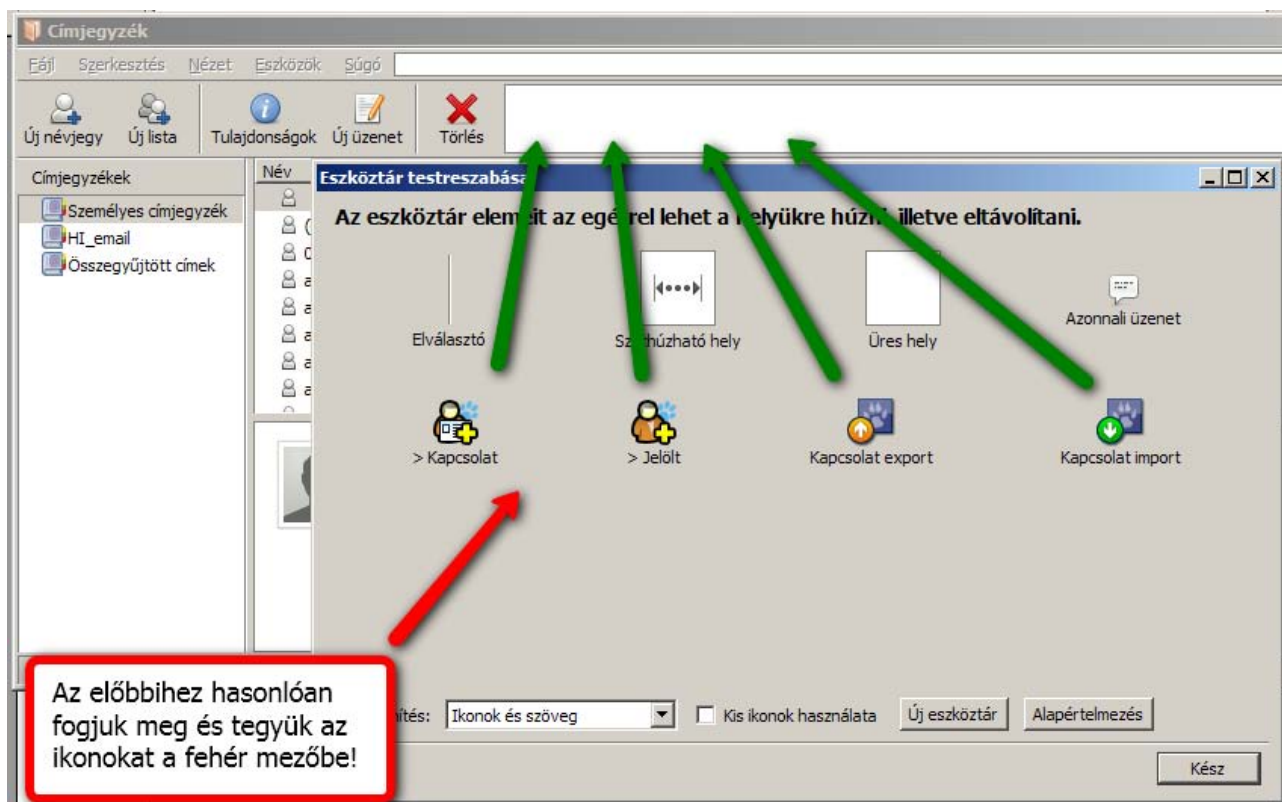 Címjegyzék
Fájl Szerkesztés Nézet Eszközök Súgó
Új névjegy Új lista Tulajdonságok Új üzenet Törlés
Címjegyzékek
Név
Személyes címjegyzék
HI_email
Összegyűjtött címek
Eszköztár testreszabása
Az eszköztár elemeit az egérrel lehet a helyükre húzni, illetve eltávolítani.
Elválasztó
Széthúzható hely
Üres hely
Azonnali üzenet
> Kapcsolat
> Jelölt
Kapcsolat export
Kapcsolat import
Ikonok és szöveg
Kis ikonok használata
Új eszköztár
Alapértelmezés
Kész
Az előbbihez hasonlóan
fogjuk meg és tegyük az
ikonokat a fehér mezőbe!